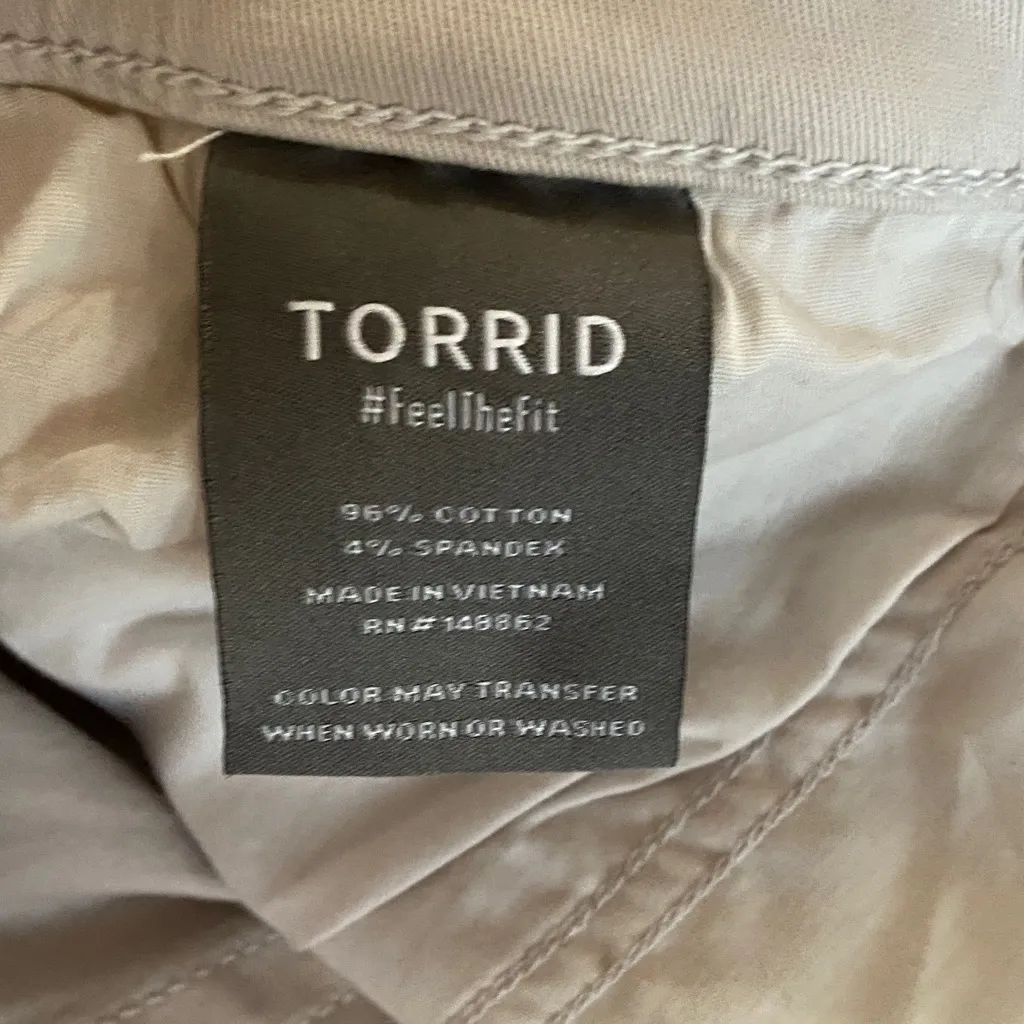 TORRID
#FeelTheFit
96% COTTON
4% SPANDEX
MADE IN VIETNAM
RN# 148862
COLOR MAY TRANSFER
WHEN WORN OR WASHED